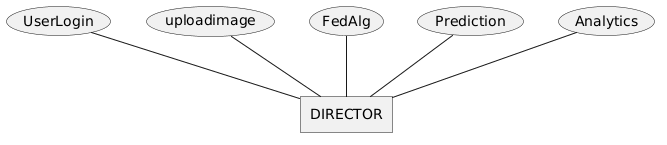 UserLogin
uploadimage
FedAlg
Prediction
Analytics
DIRECTOR